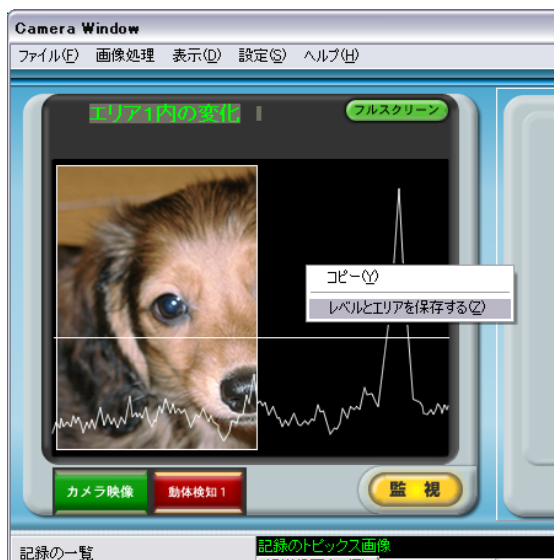 Camera Window
ファイル(F) 画像処理 表示(D) 設定(S) ヘルプ(H)
エリア1内の変化
フルスクリーン
コピー(Y)
レベルとエリアを保存する(Z)
カメラ映像
動体検知1
監視
記録の一覧
記録のトピックス画像